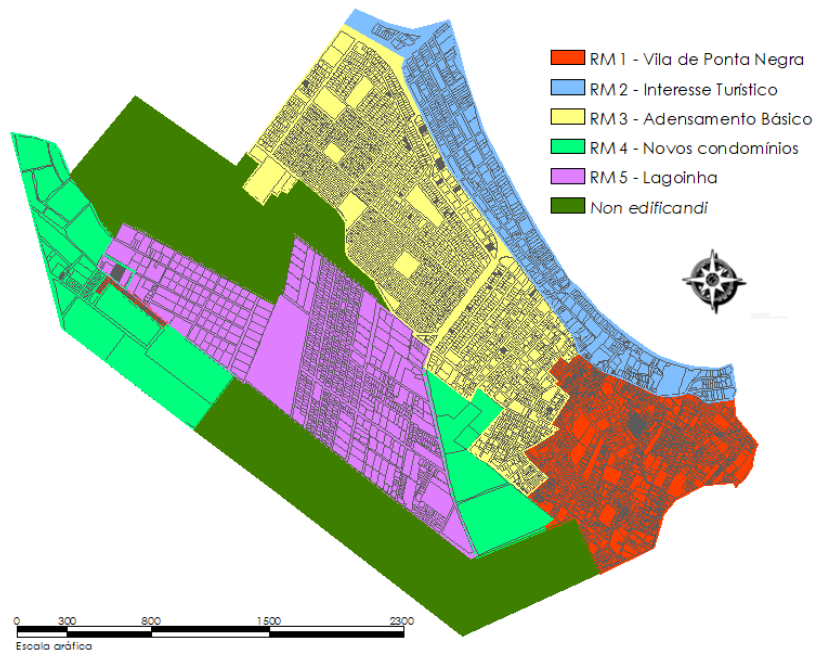 RM 1 - Vila de Ponta Negra
RM 2 - Interesse Turístico
RM 3 - Adensamento Básico
RM 4 - Novos condomínios
RM 5 - Lagoinha
Non edificandi
0 300 800 1500 2300
Escala gráfica